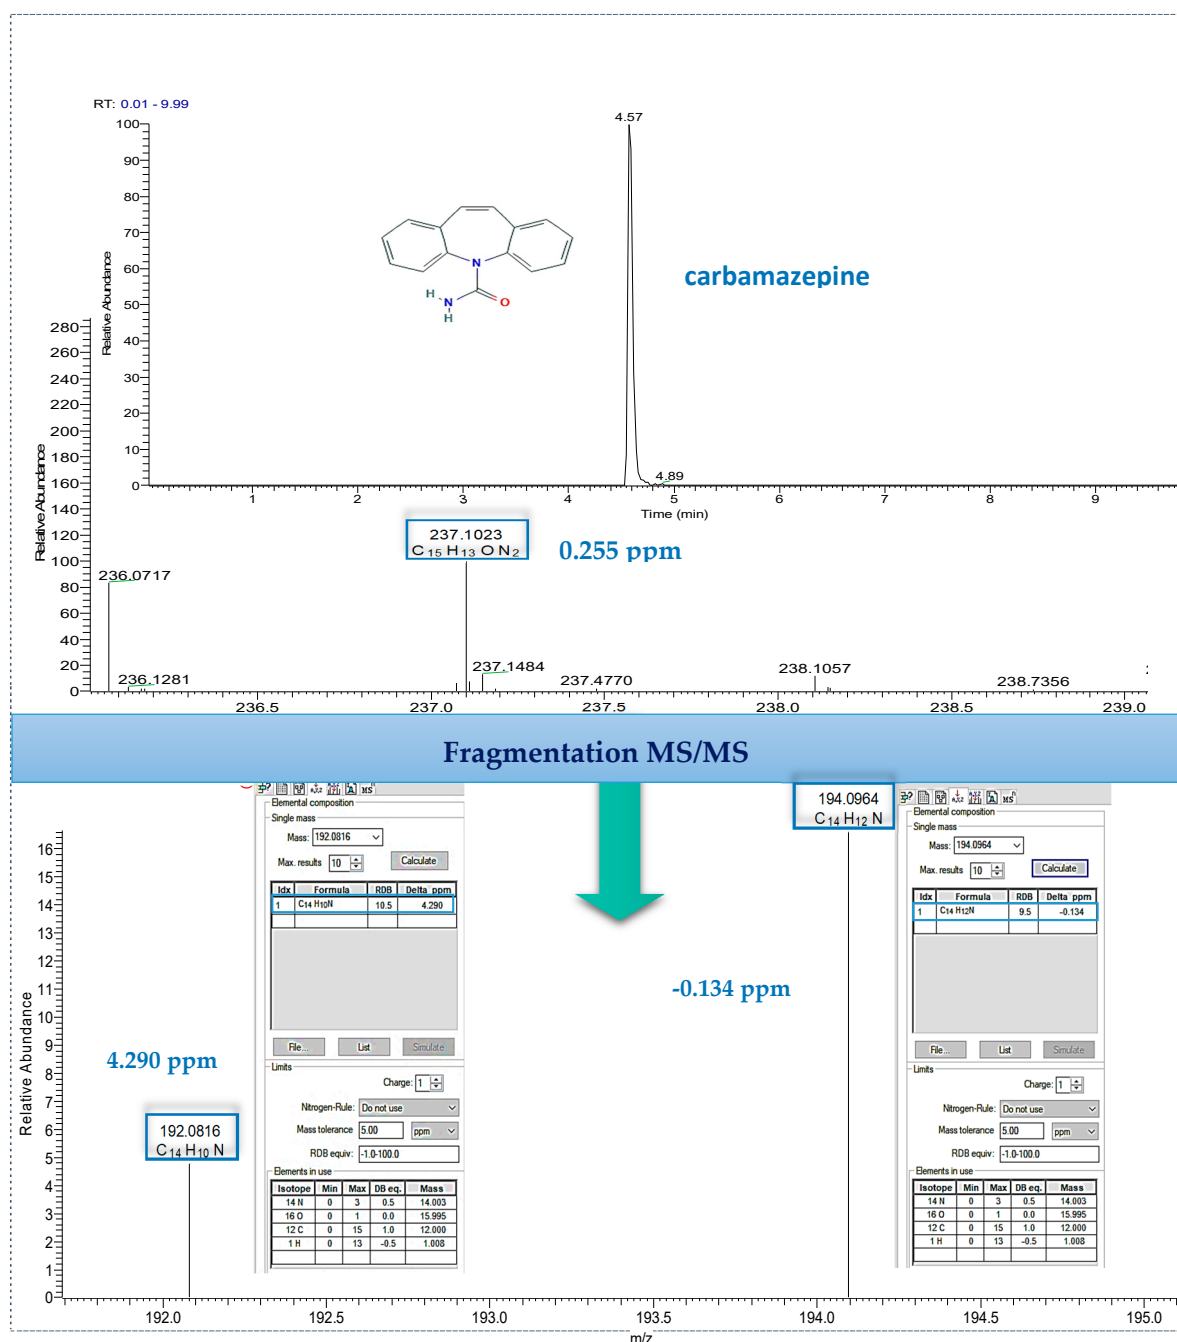 RT: 0.01 - 9.99
4.57
100
90
80
70
60
50
40
30
20
10
0
Relative Abundance
N
H N O
H
carbamazepine
4.89
1 2 3 4 5 6 7 8 9
Time (min)
280
260
240
220
200
180
160
140
120
100
80
60
40
20
0
Relative Abundance
237.1023
C15 H13 O N2
0.255 ppm
236.0717
236.1281
237.1484
237.4770
238.1057
238.7356
236.5 237.0 237.5 238.0 238.5 239.0
Fragmentation MS/MS
Elemental composition
Single mass
Mass: 192.0816
Max. results 10 Calculate
Idx Formula RDB Delta ppm
1 C14 H10N 10.5 4.290
File... List Simulate
Limits
Charge: 1
Nitrogen-Rule: Do not use
Mass tolerance 5.00 ppm
RDB equiv: -1.0-100.0
Elements in use
Isotope Min Max DB eq. Mass
14 N 0 3 0.5 14.003
16 O 0 1 0.0 15.995
12 C 0 15 1.0 12.000
1 H 0 13 -0.5 1.008
194.0964
C14 H12 N
Elemental composition
Single mass
Mass: 194.0964
Max. results 10 Calculate
Idx Formula RDB Delta ppm
1 C14 H12N 9.5 -0.134
File... List Simulate
Limits
Charge: 1
Nitrogen-Rule: Do not use
Mass tolerance 5.00 ppm
RDB equiv: -1.0-100.0
Elements in use
Isotope Min Max DB eq. Mass
14 N 0 3 0.5 14.003
16 O 0 1 0.0 15.995
12 C 0 15 1.0 12.000
1 H 0 13 -0.5 1.008
-0.134 ppm
4.290 ppm
192.0816
C14 H10 N
16
15
14
13
12
11
10
9
8
7
6
5
4
3
2
1
0
Relative Abundance
192.0 192.5 193.0 193.5 194.0 194.5 195.0
m/z